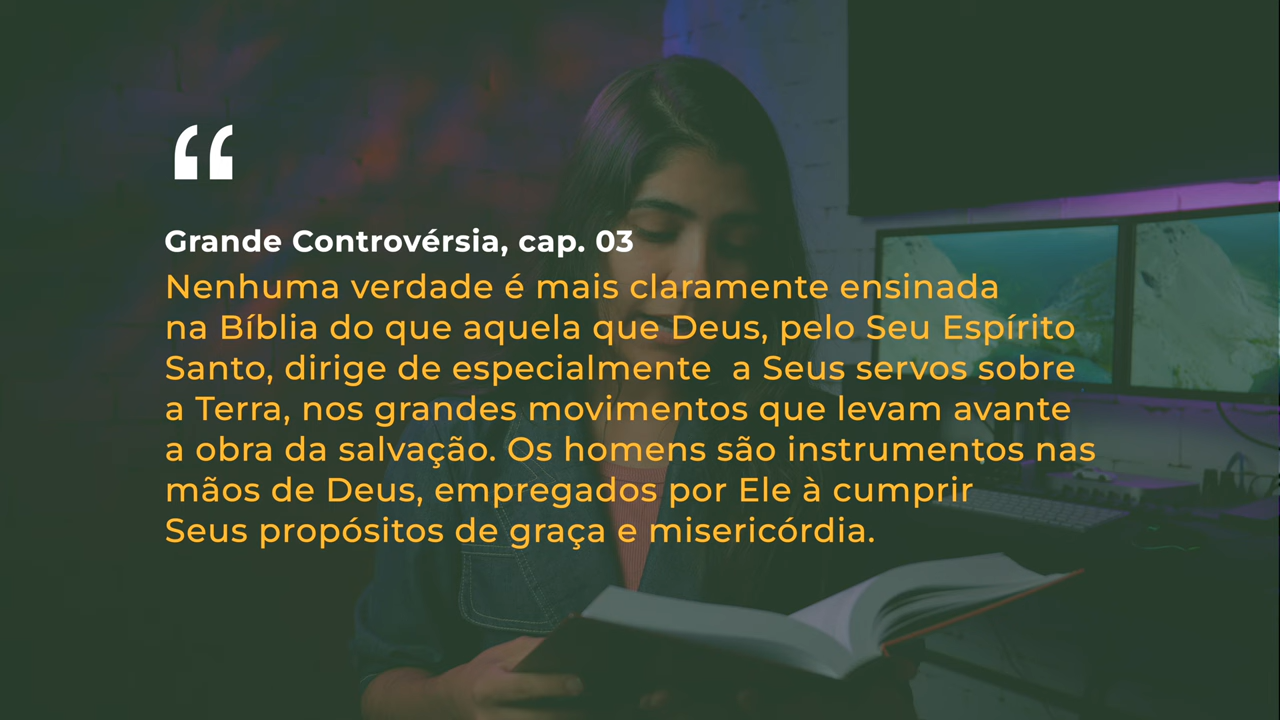 “
Grande Controvérsia, cap. 03
Nenhuma verdade é mais claramente ensinada
na Bíblia do que aquela que Deus, pelo Seu Espírito
Santo, dirige de especialmente  a Seus servos sobre
a Terra, nos grandes movimentos que levam avante
a obra da salvação. Os homens são instrumentos nas
mãos de Deus, empregados por Ele à cumprir
Seus propósitos de graça e misericórdia.